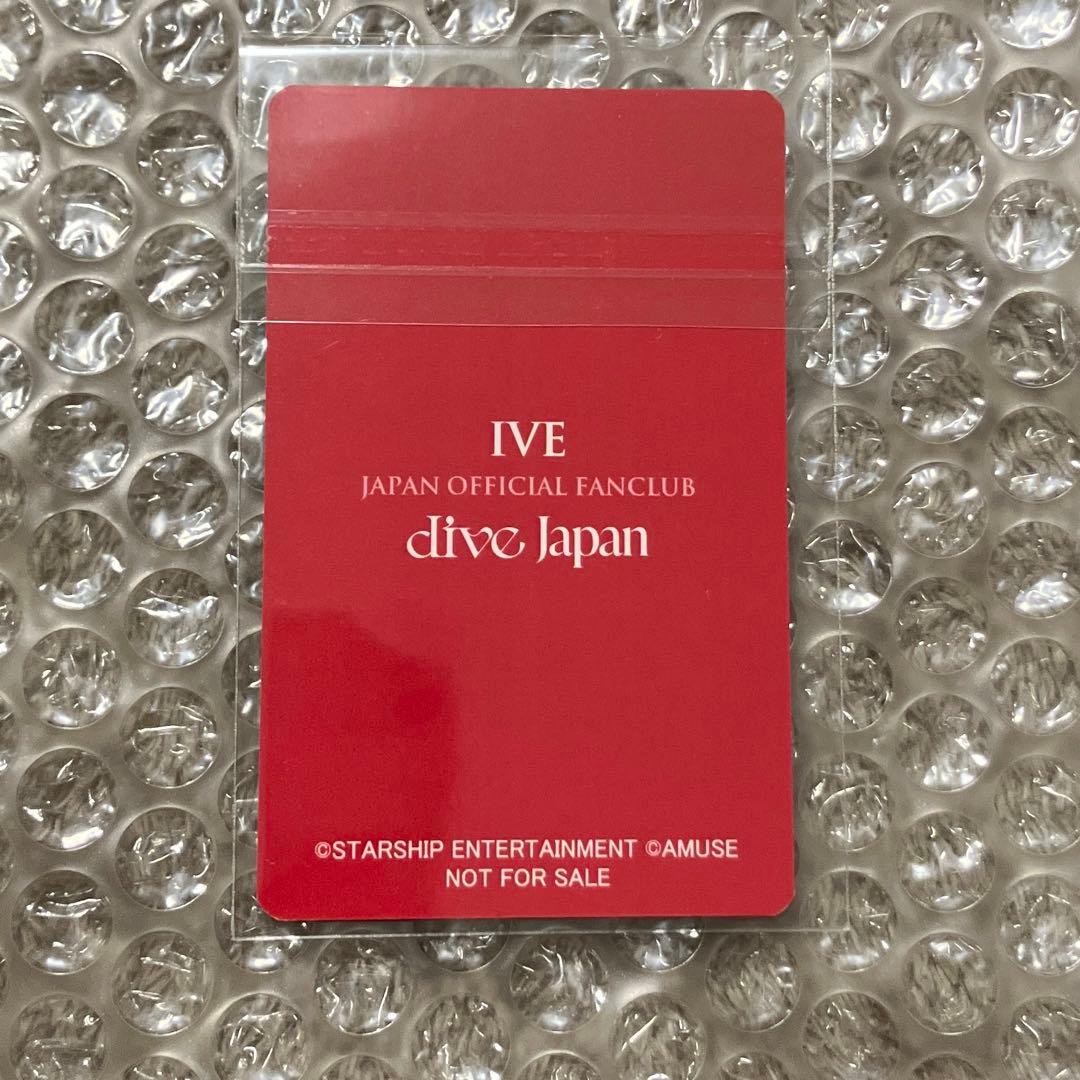 IVE
JAPAN OFFICIAL FANCLUB
dive Japan
©STARSHIP ENTERTAINMENT ©AMUSE
NOT FOR SALE